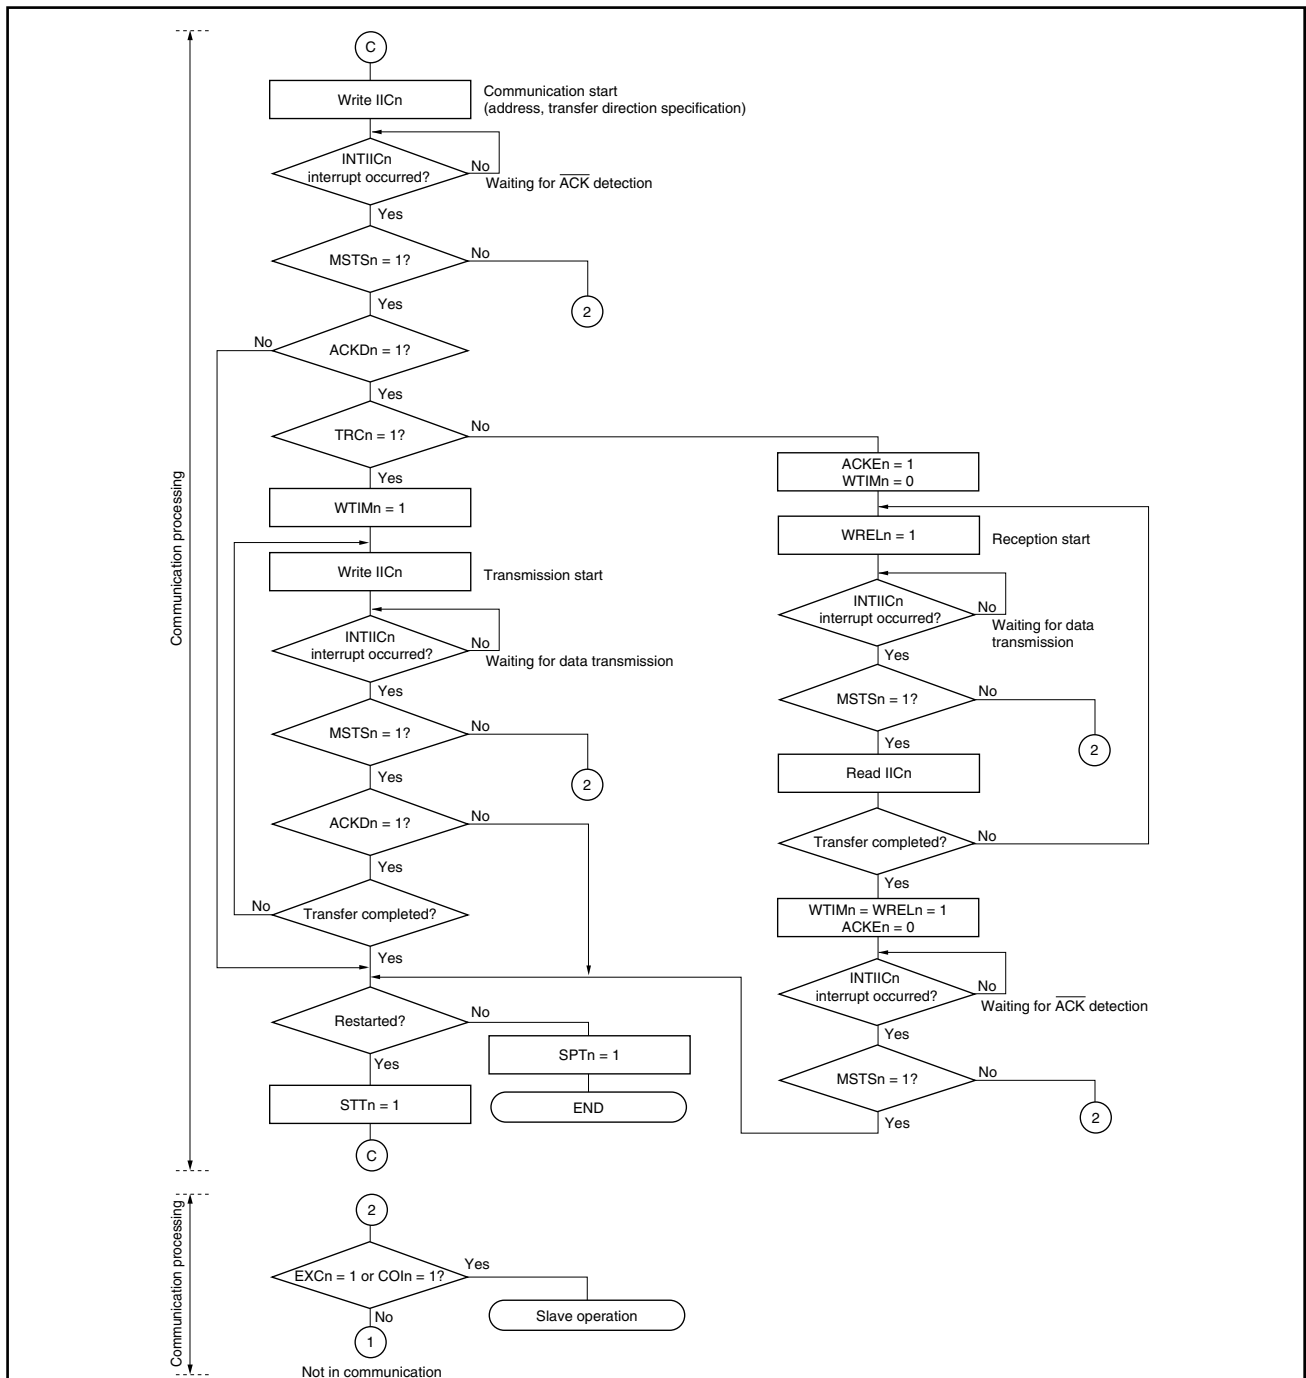 C
Write IICn
Communication start
(address, transfer direction specification)
INTIICn
interrupt occurred?
No
Waiting for ACK detection
Yes
MSTSn = 1?
No
2
Yes
No
ACKDn = 1?
Yes
TRCn = 1?
No
Yes
WTIMn = 1
Write IICn
Transmission start
INTIICn
interrupt occurred?
No
Waiting for data transmission
Yes
MSTSn = 1?
No
2
Yes
ACKDn = 1?
No
Yes
No
Transfer completed?
Yes
Restarted?
No
SPTn = 1
END
Yes
STTn = 1
C
ACKEn = 1
WTIMn = 0
WRELn = 1
Reception start
INTIICn
interrupt occurred?
No
Waiting for data
transmission
Yes
MSTSn = 1?
No
2
Yes
Read IICn
Transfer completed?
No
Yes
WTIMn = WRELn = 1
ACKEn = 0
INTIICn
interrupt occurred?
No
Waiting for ACK detection
Yes
MSTSn = 1?
No
2
Yes
Communication processing
2
EXCn = 1 or COIn = 1?
Yes
Slave operation
No
1
Not in communication
Communication processing